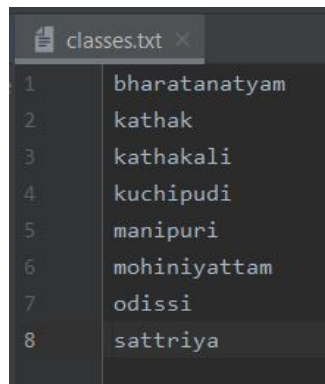 classes.txt
1 bharatanatyam
2 kathak
3 kathakali
4 kuchipudi
5 manipuri
6 mohiniyattam
7 odissi
8 sattriya